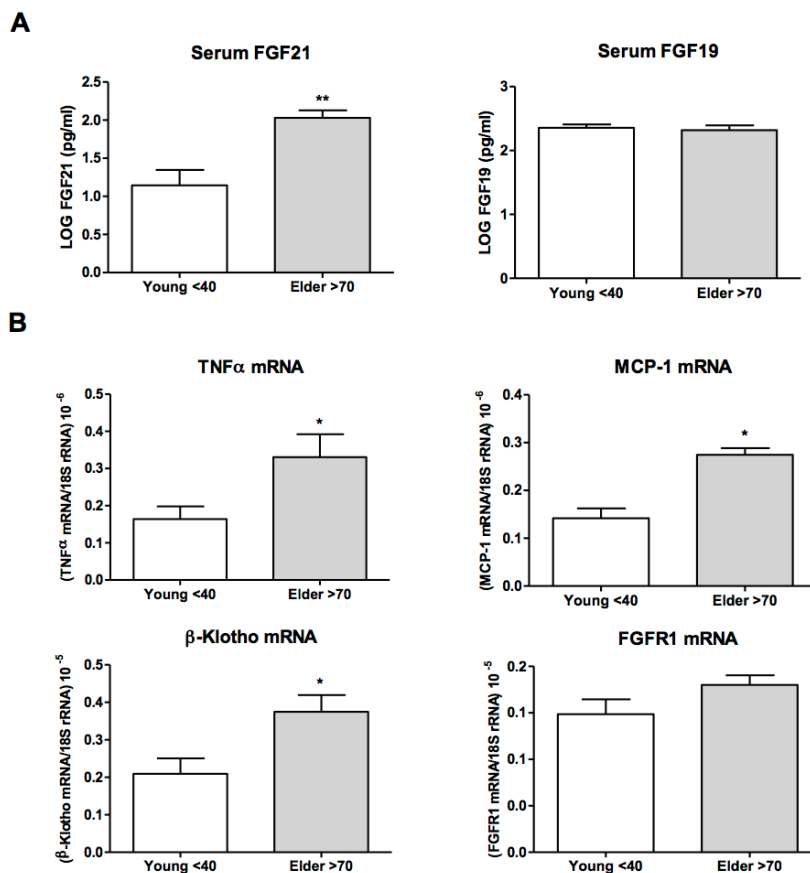 A
Serum FGF21
LOG FGF21 (pg/ml)
2.5
2.0
1.5
1.0
0.5
0.0
**
Young <40
Elder >70
Serum FGF19
LOG FGF19 (pg/ml)
3
2
1
0
Young <40
Elder >70
B
TNFα mRNA
(TNFα mRNA/18S rRNA) 10-6
0.5
0.4
0.3
0.2
0.1
0.0
*
Young <40
Elder >70
MCP-1 mRNA
(MCP-1 mRNA/18S rRNA) 10-6
0.4
0.3
0.2
0.1
0.0
*
Young <40
Elder >70
β-Klotho mRNA
(β-Klotho mRNA/18S rRNA) 10-5
0.5
0.4
0.3
0.2
0.1
0.0
*
Young <40
Elder >70
FGFR1 mRNA
(FGFR1 mRNA/18S rRNA) 10-5
0.2
0.1
0.1
0.0
0.0
Young <40
Elder >70